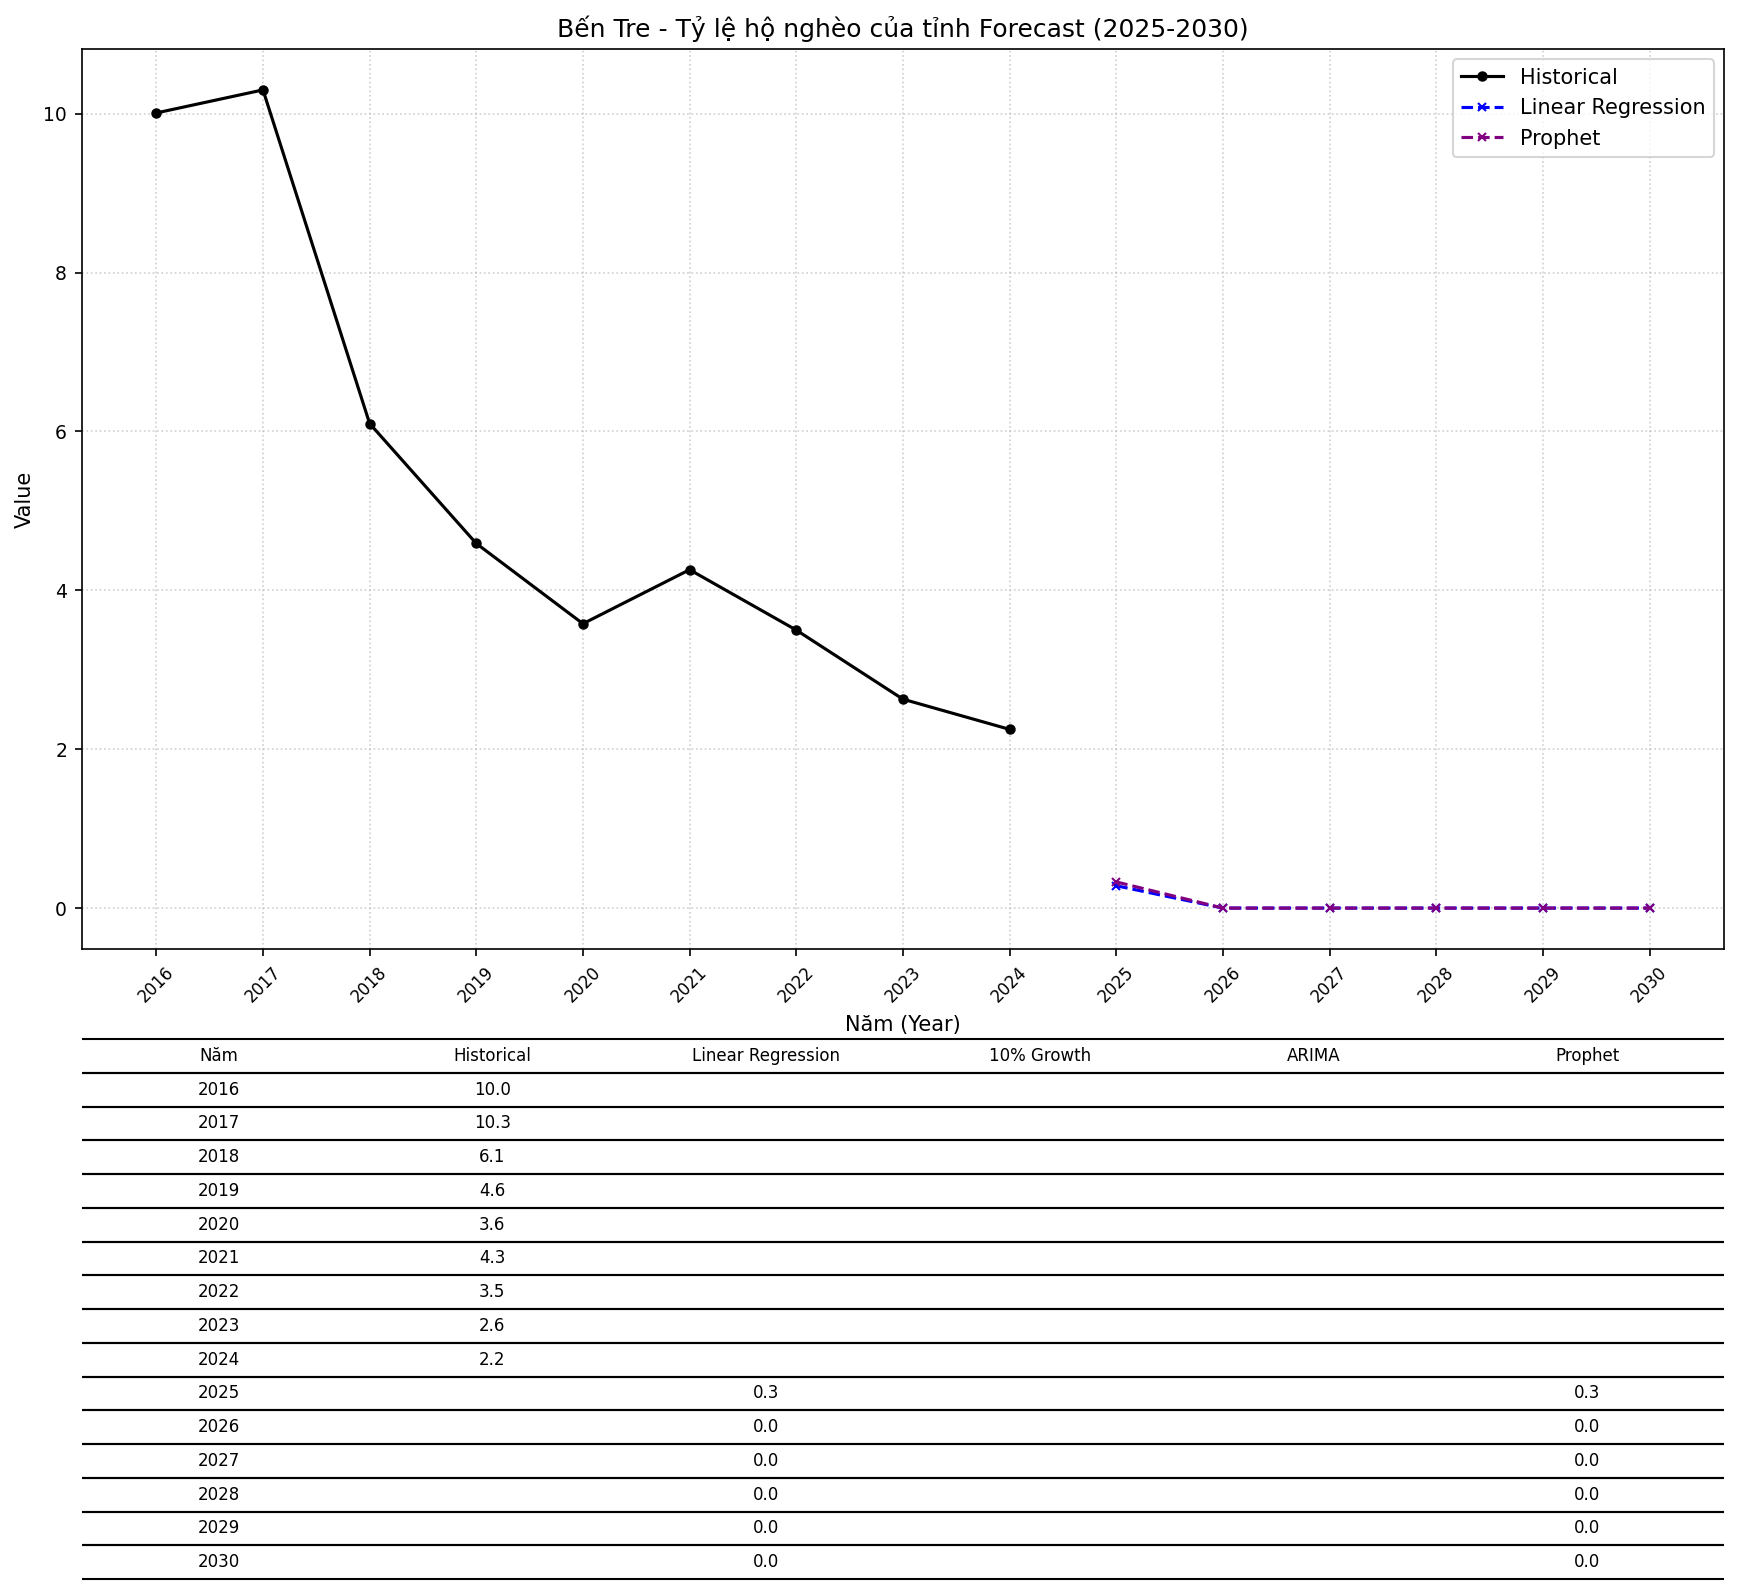 Bến Tre - Tỷ lệ hộ nghèo của tỉnh Forecast (2025-2030)
Historical
Linear Regression
Prophet
10
8
6
4
2
0
Value
2016 2017 2018 2019 2020 2021 2022 2023 2024 2025 2026 2027 2028 2029 2030
Năm (Year)
Năm Historical Linear Regression 10% Growth ARIMA Prophet
2016 10.0
2017 10.3
2018 6.1
2019 4.6
2020 3.6
2021 4.3
2022 3.5
2023 2.6
2024 2.2
2025 0.3 0.3
2026 0.0 0.0
2027 0.0 0.0
2028 0.0 0.0
2029 0.0 0.0
2030 0.0 0.0